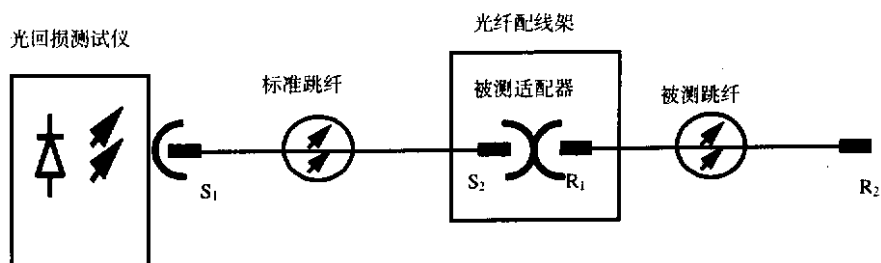 光回损测试仪
光纤配线架
标准跳纤
被测适配器
被测跳纤
S₁
S₂
R₁
R₂